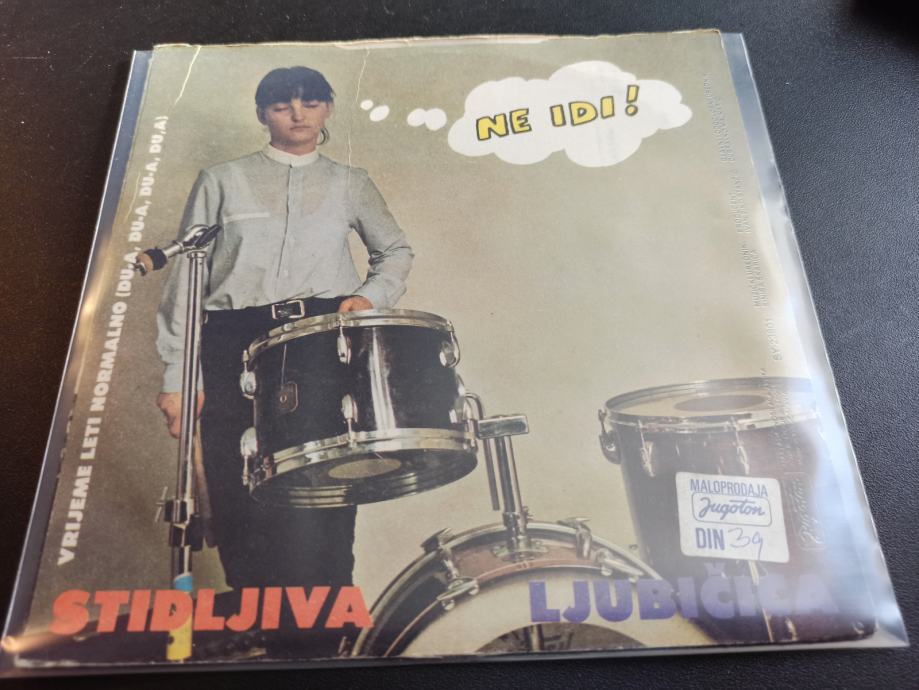 NE IDI!
VRIJEME LETI NORMALNO (DU-A, DU-A, DU-A, DU-A)
MALOPRODAJA
Jugoton
DIN 39
STIDLJIVA
LJUBIČICA